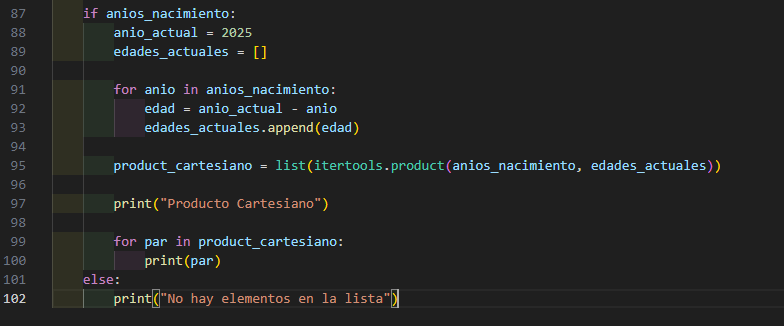 87 if anios_nacimiento:
88 anio_actual = 2025
89 edades_actuales = []
90
91 for anio in anios_nacimiento:
92 edad = anio_actual - anio
93 edades_actuales.append(edad)
94
95 product_cartesiano = list(itertools.product(anios_nacimiento, edades_actuales))
96
97 print("Producto Cartesiano")
98
99 for par in product_cartesiano:
100 print(par)
101 else:
102 print("No hay elementos en la lista")